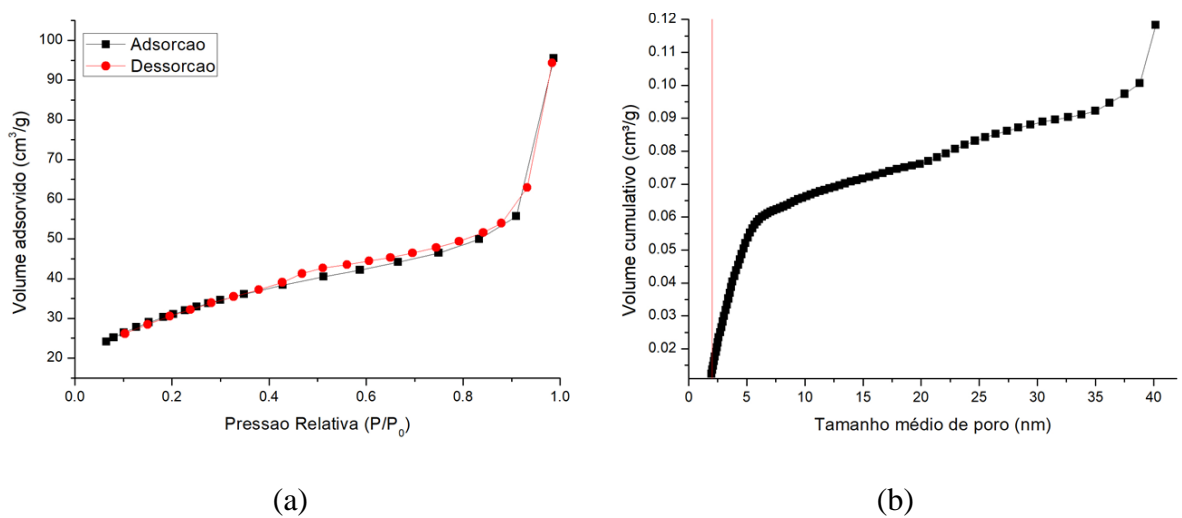 100
90
80
70
60
50
40
30
20
Volume adsorvido (cm³/g)
Adsorcao
Dessorcao
0.0 0.2 0.4 0.6 0.8 1.0
Pressao Relativa (P/P₀)
(a)
0.12
0.10
0.09
0.08
0.07
0.06
0.05
0.04
0.03
0.02
Volume cumulativo (cm³/g)
0 5 10 15 20 25 30 35 40
Tamanho médio de poro (nm)
(b)